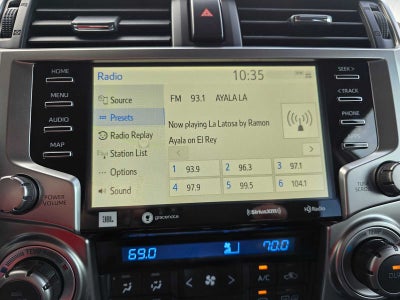 HOME
MENU
AUDIO
MAP
POWER
VOLUME
Radio
10:35
Source
Presets
Radio Replay
Station List
Options
Sound
FM 93.1 AYALA LA
Now playing La Latosa by Ramon
Ayala on El Rey
1 93.9
2 96.3
3 97.1
4 97.9
5 99.5
6 104.1
JBL
gracenote
SiriusXM
HD Radio
SEEK >
< TRACK
PHONE
TUNE
SCROLL
69.0
70.0
A/C